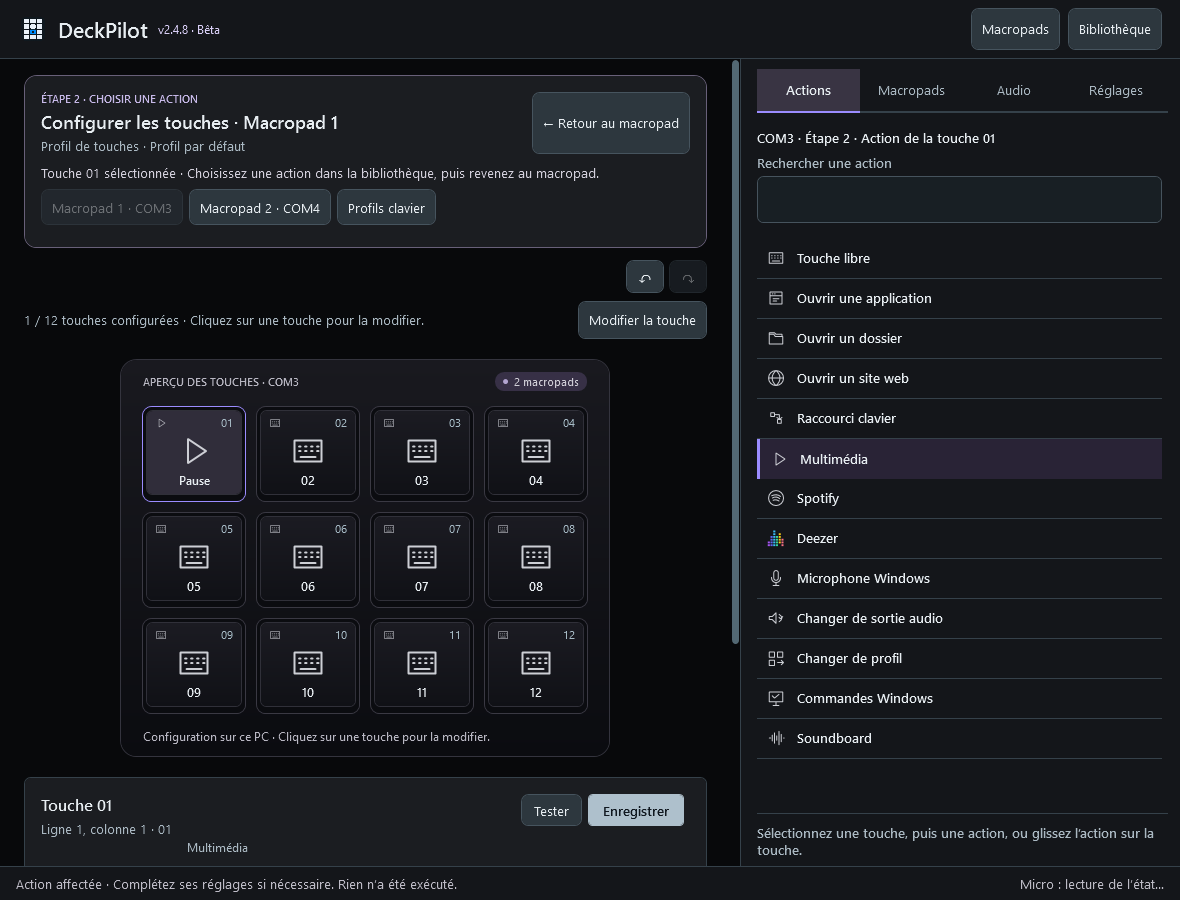 DeckPilot v2.4.8 · Bêta
Macropads
Bibliothèque
ÉTAPE 2 · CHOISIR UNE ACTION
Configurer les touches · Macropad 1
Profil de touches · Profil par défaut
← Retour au macropad
Touche 01 sélectionnée · Choisissez une action dans la bibliothèque, puis revenez au macropad.
Macropad 1 · COM3
Macropad 2 · COM4
Profils clavier
1 / 12 touches configurées · Cliquez sur une touche pour la modifier.
Modifier la touche
APERÇU DES TOUCHES · COM3
2 macropads
01
Pause
02
02
03
03
04
04
05
05
06
06
07
07
08
08
09
09
10
10
11
11
12
12
Configuration sur ce PC · Cliquez sur une touche pour la modifier.
Touche 01
Ligne 1, colonne 1 · 01
Tester
Enregistrer
Multimédia
Actions
Macropads
Audio
Réglages
COM3 · Étape 2 · Action de la touche 01
Rechercher une action
Touche libre
Ouvrir une application
Ouvrir un dossier
Ouvrir un site web
Raccourci clavier
Multimédia
Spotify
Deezer
Microphone Windows
Changer de sortie audio
Changer de profil
Commandes Windows
Soundboard
Sélectionnez une touche, puis une action, ou glissez l'action sur la
touche.
Action affectée · Complétez ses réglages si nécessaire. Rien n'a été exécuté.
Micro : lecture de l'état...